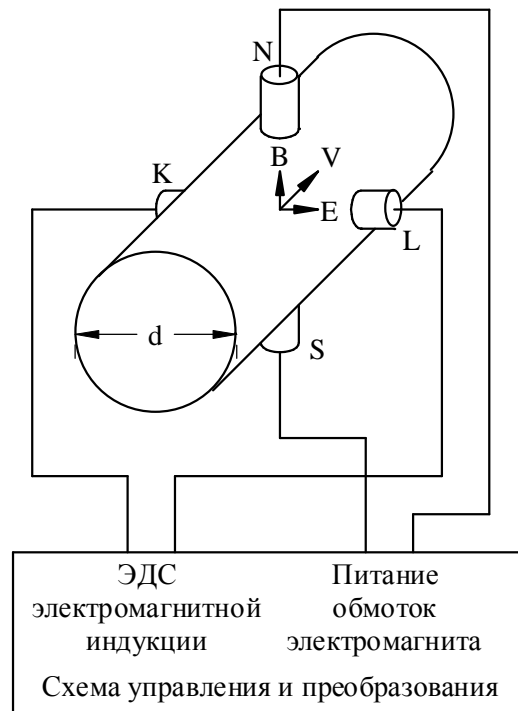 N
B
V
K
E
L
d
S
ЭДС
электромагнитной
индукции
Питание
обмоток
электромагнита
Схема управления и преобразования